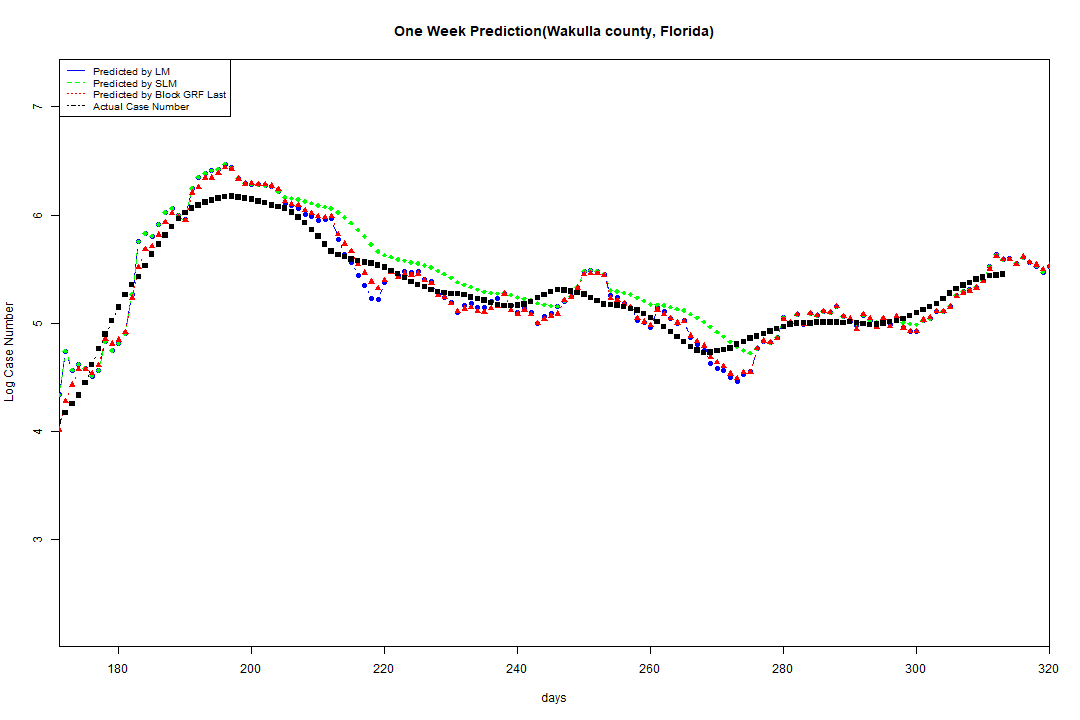 One Week Prediction(Wakulla county, Florida)
Predicted by LM
Predicted by SLM
Predicted by Block GRF Last
Actual Case Number
7
6
5
4
3
Log Case Number
180 200 220 240 260 280 300 320
days